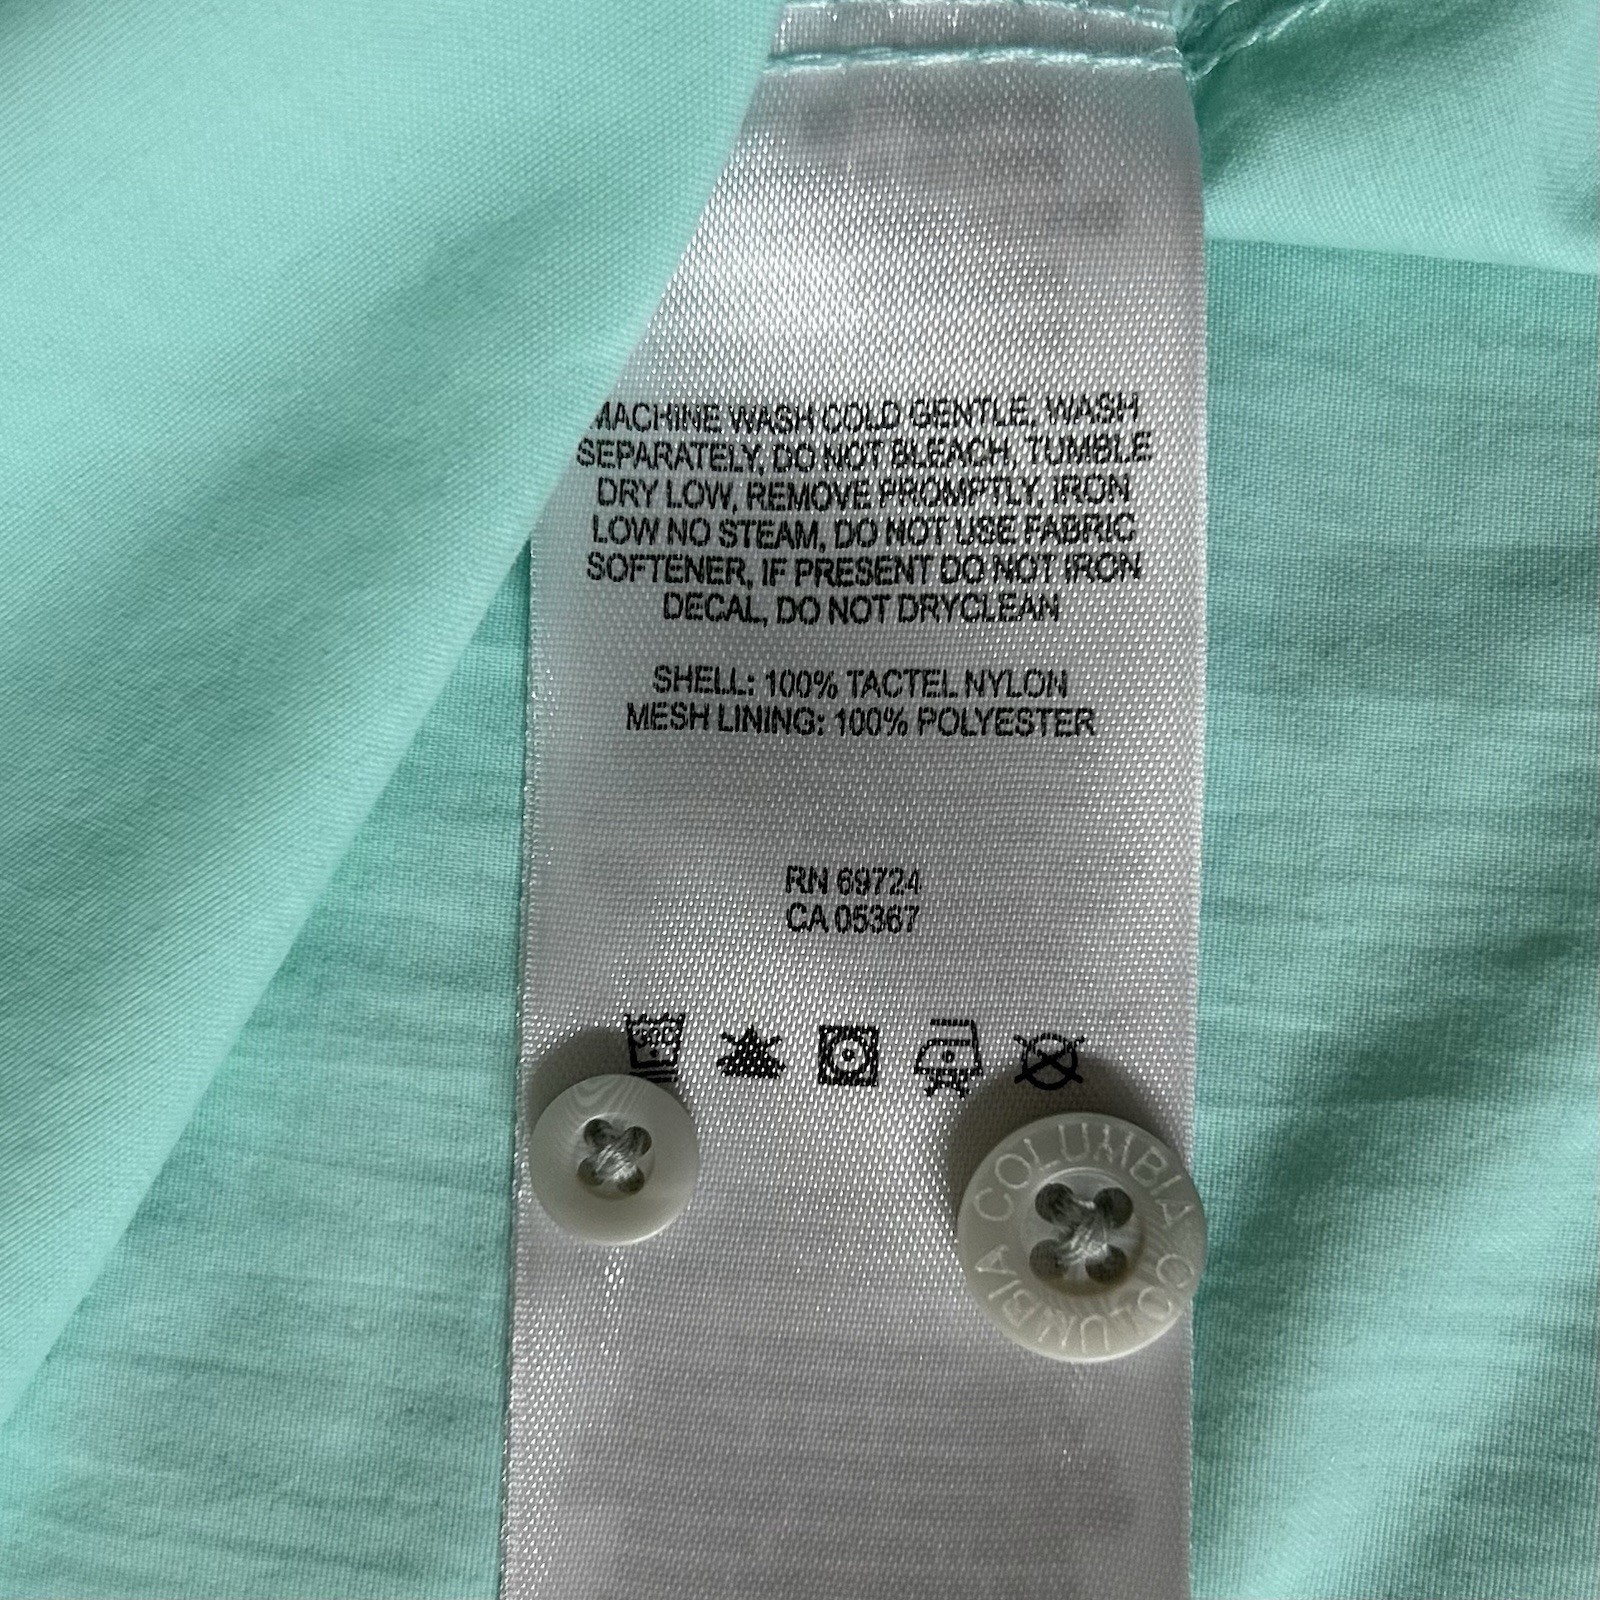 MACHINE WASH COLD GENTLE, WASH
SEPARATELY, DO NOT BLEACH, TUMBLE
DRY LOW, REMOVE PROMPTLY, IRON
LOW NO STEAM, DO NOT USE FABRIC
SOFTENER, IF PRESENT DO NOT IRON
DECAL, DO NOT DRYCLEAN
SHELL: 100% TACTEL NYLON
MESH LINING: 100% POLYESTER
RN 69724
CA 05367
COLUMBIA COLUMBIA